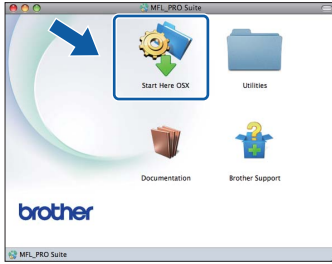 MFL_PRO Suite
Start Here OSX
Utilities
Documentation
Brother Support
brother
MFL_PRO Suite